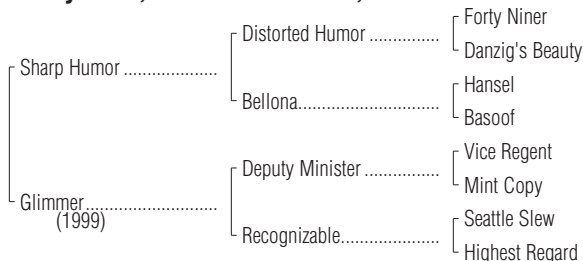 Forty Niner
Distorted Humor ................
Danzig's Beauty
Sharp Humor .....................
Hansel
Bellona................................
Basoof
Vice Regent
Deputy Minister .................
Mint Copy
Glimmer..............................
(1999)
Seattle Slew
Recognizable......................
Highest Regard